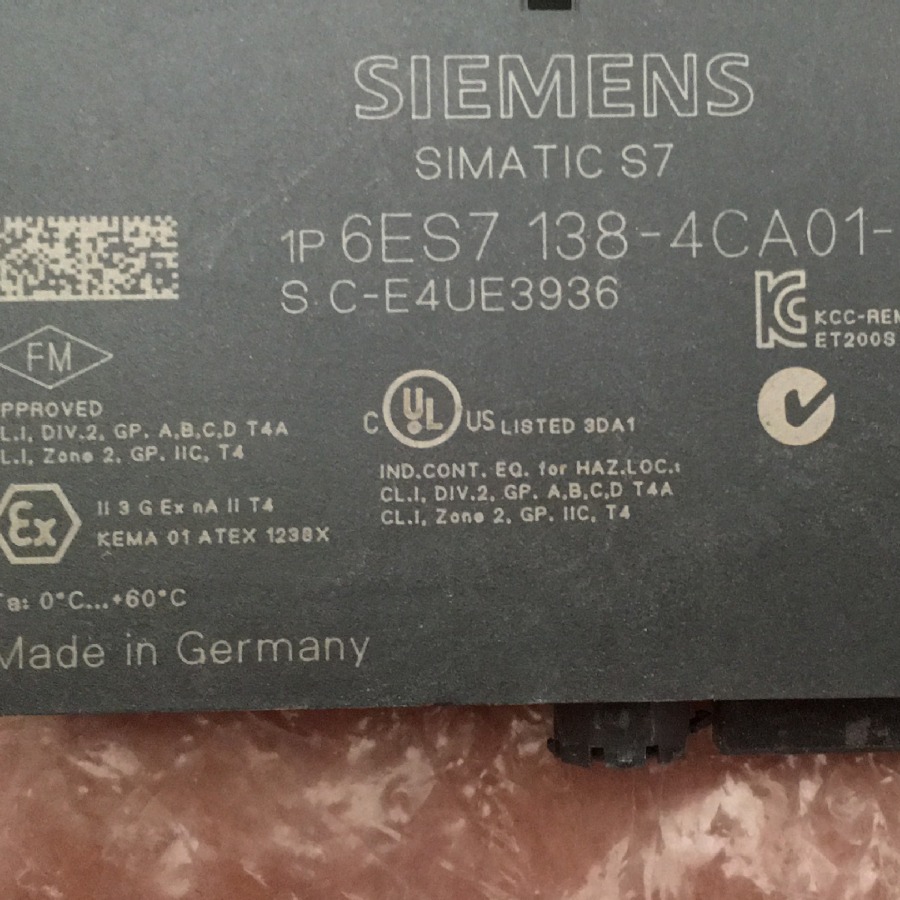 SIEMENS
SIMATIC S7
1P 6ES7 138-4CA01-
S C-E4UE3936
KCC-REM
ET200S
FM
PPROVED
L.I, DIV.2, GP. A,B,C,D T4A
L.I, Zone 2, GP. IIC, T4
C UL US LISTED 3DA1
IND.CONT. EQ. for HAZ.LOC.:
CL.I, DIV.2, GP. A,B,C,D T4A
CL.I, Zone 2, GP. IIC, T4
Ex II 3 G Ex nA II T4
KEMA 01 ATEX 1238X
Ta: 0°C...+60°C
Made in Germany